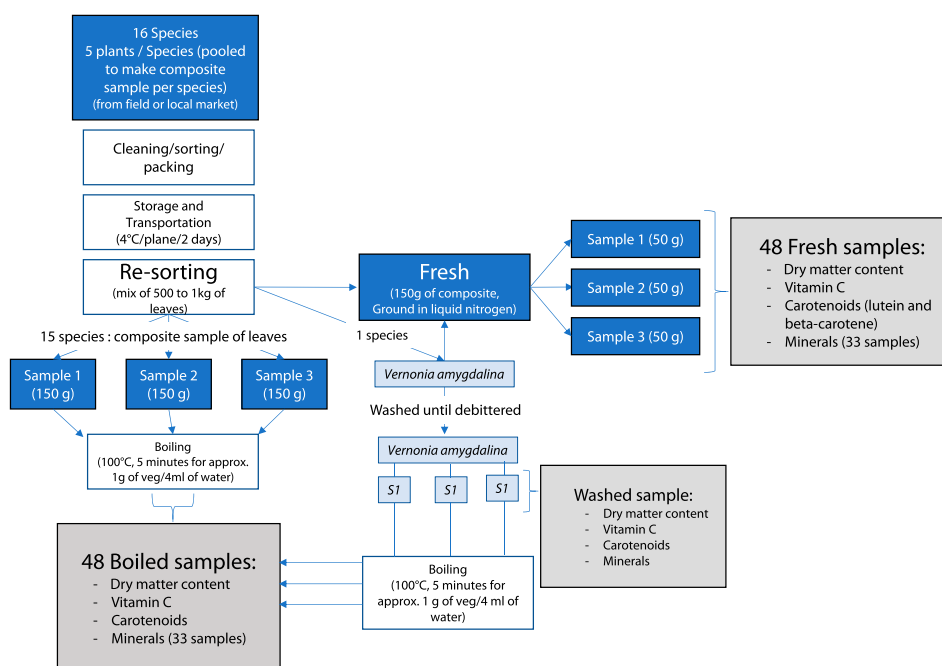 16 Species
5 plants / Species (pooled
to make composite
sample per species)
(from field or local market)
Cleaning/sorting/
packing
Storage and
Transportation
(4°C/plane/2 days)
Re-sorting
(mix of 500 to 1kg of
leaves)
Fresh
(150g of composite,
Ground in liquid nitrogen)
Sample 1 (50 g)
Sample 2 (50 g)
Sample 3 (50 g)
48 Fresh samples:
- Dry matter content
- Vitamin C
- Carotenoids (lutein and
beta-carotene)
- Minerals (33 samples)
15 species : composite sample of leaves
1 species
Sample 1
(150 g)
Sample 2
(150 g)
Sample 3
(150 g)
Vernonia amygdalina
Washed until debittered
Vernonia amygdalina
S1
S1
S1
Washed sample:
- Dry matter content
- Vitamin C
- Carotenoids
- Minerals
Boiling
(100°C, 5 minutes for approx.
1g of veg/4ml of water)
48 Boiled samples:
- Dry matter content
- Vitamin C
- Carotenoids
- Minerals (33 samples)
Boiling
(100°C, 5 minutes for
approx. 1 g of veg/4 ml of
water)